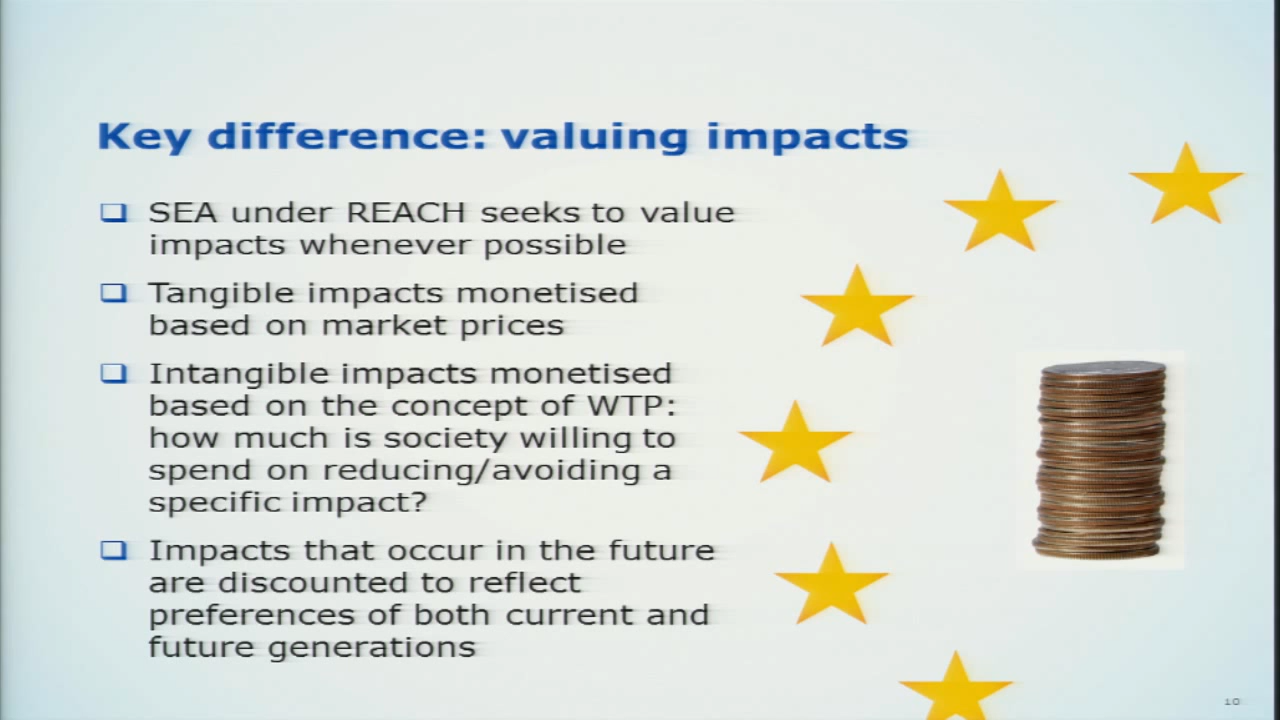 Key difference: valuing impacts
SEA under REACH seeks to value
impacts whenever possible
Tangible impacts monetised
based on market prices
Intangible impacts monetised
based on the concept of WTP:
how much is society willing to
spend on reducing/avoiding a
specific impact?
Impacts that occur in the future
are discounted to reflect
preferences of both current and
future generations
10